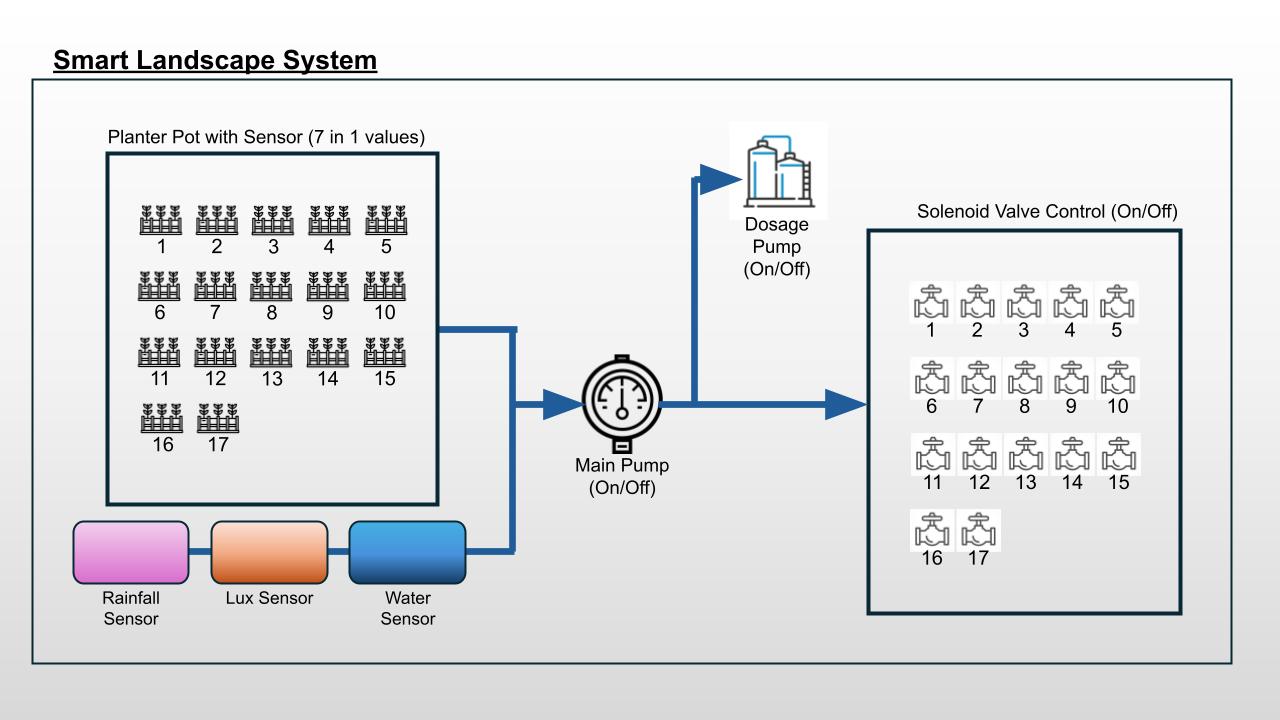 Smart Landscape System
Planter Pot with Sensor (7 in 1 values)
1 2 3 4 5
6 7 8 9 10
11 12 13 14 15
16 17
Rainfall
Sensor
Lux Sensor
Water
Sensor
Main Pump
(On/Off)
Dosage
Pump
(On/Off)
Solenoid Valve Control (On/Off)
1 2 3 4 5
6 7 8 9 10
11 12 13 14 15
16 17